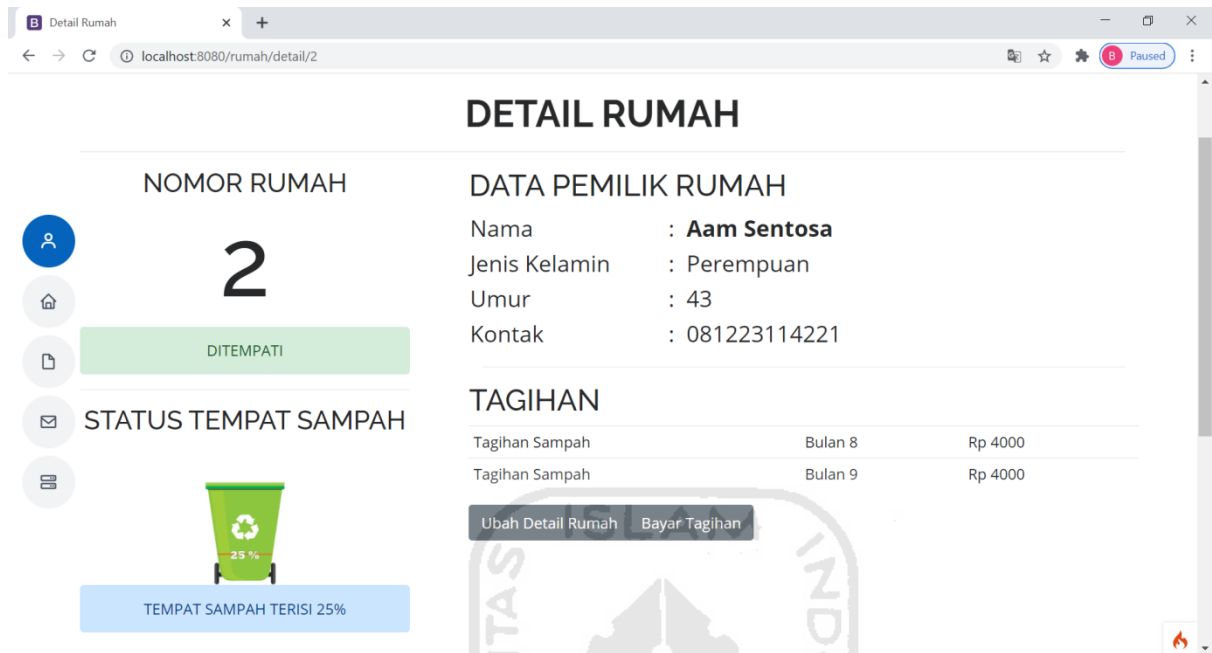 Detail Rumah
localhost:8080/rumah/detail/2
B Paused
DETAIL RUMAH
NOMOR RUMAH
2
DITEMPATI
STATUS TEMPAT SAMPAH
25 %
TEMPAT SAMPAH TERISI 25%
DATA PEMILIK RUMAH
Nama : Aam Sentosa
Jenis Kelamin : Perempuan
Umur : 43
Kontak : 081223114221
TAGIHAN
Tagihan Sampah Bulan 8 Rp 4000
Tagihan Sampah Bulan 9 Rp 4000
Ubah Detail Rumah Bayar Tagihan
ISLAM